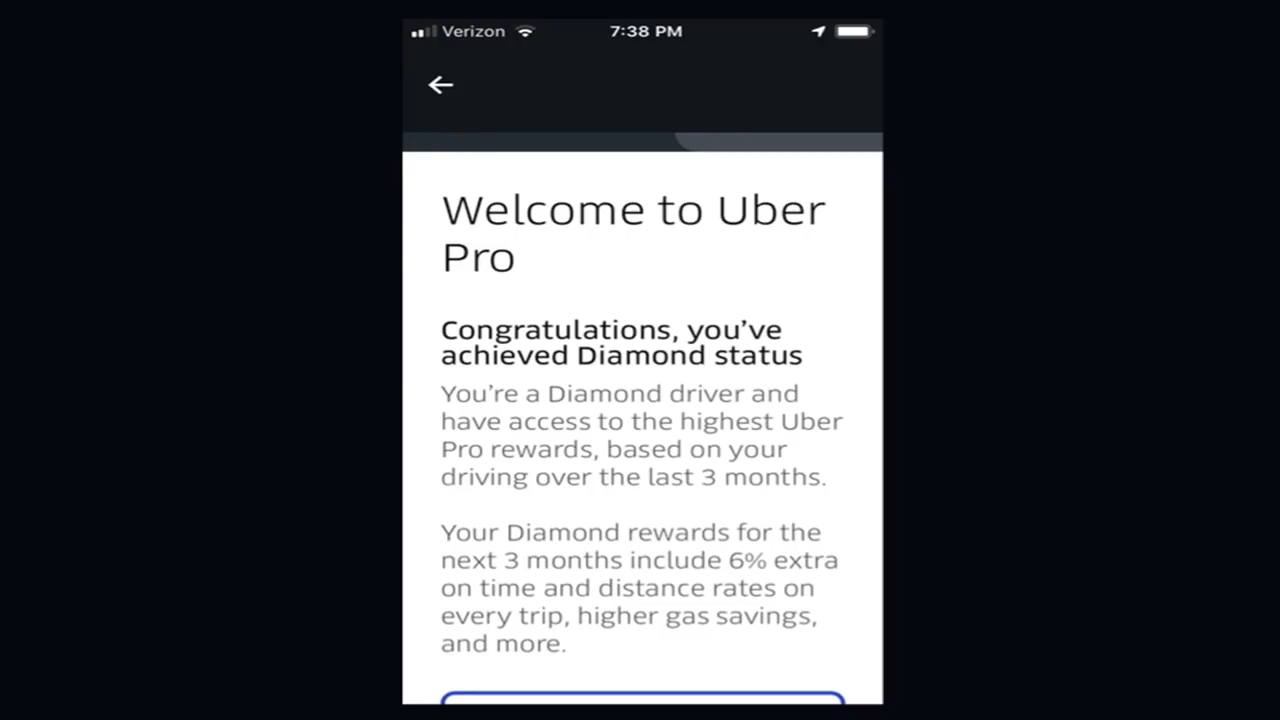 Verizon 7:38 PM
Welcome to Uber
Pro
Congratulations, you’ve
achieved Diamond status
You’re a Diamond driver and
have access to the highest Uber
Pro rewards, based on your
driving over the last 3 months.
Your Diamond rewards for the
next 3 months include 6% extra
on time and distance rates on
every trip, higher gas savings,
and more.